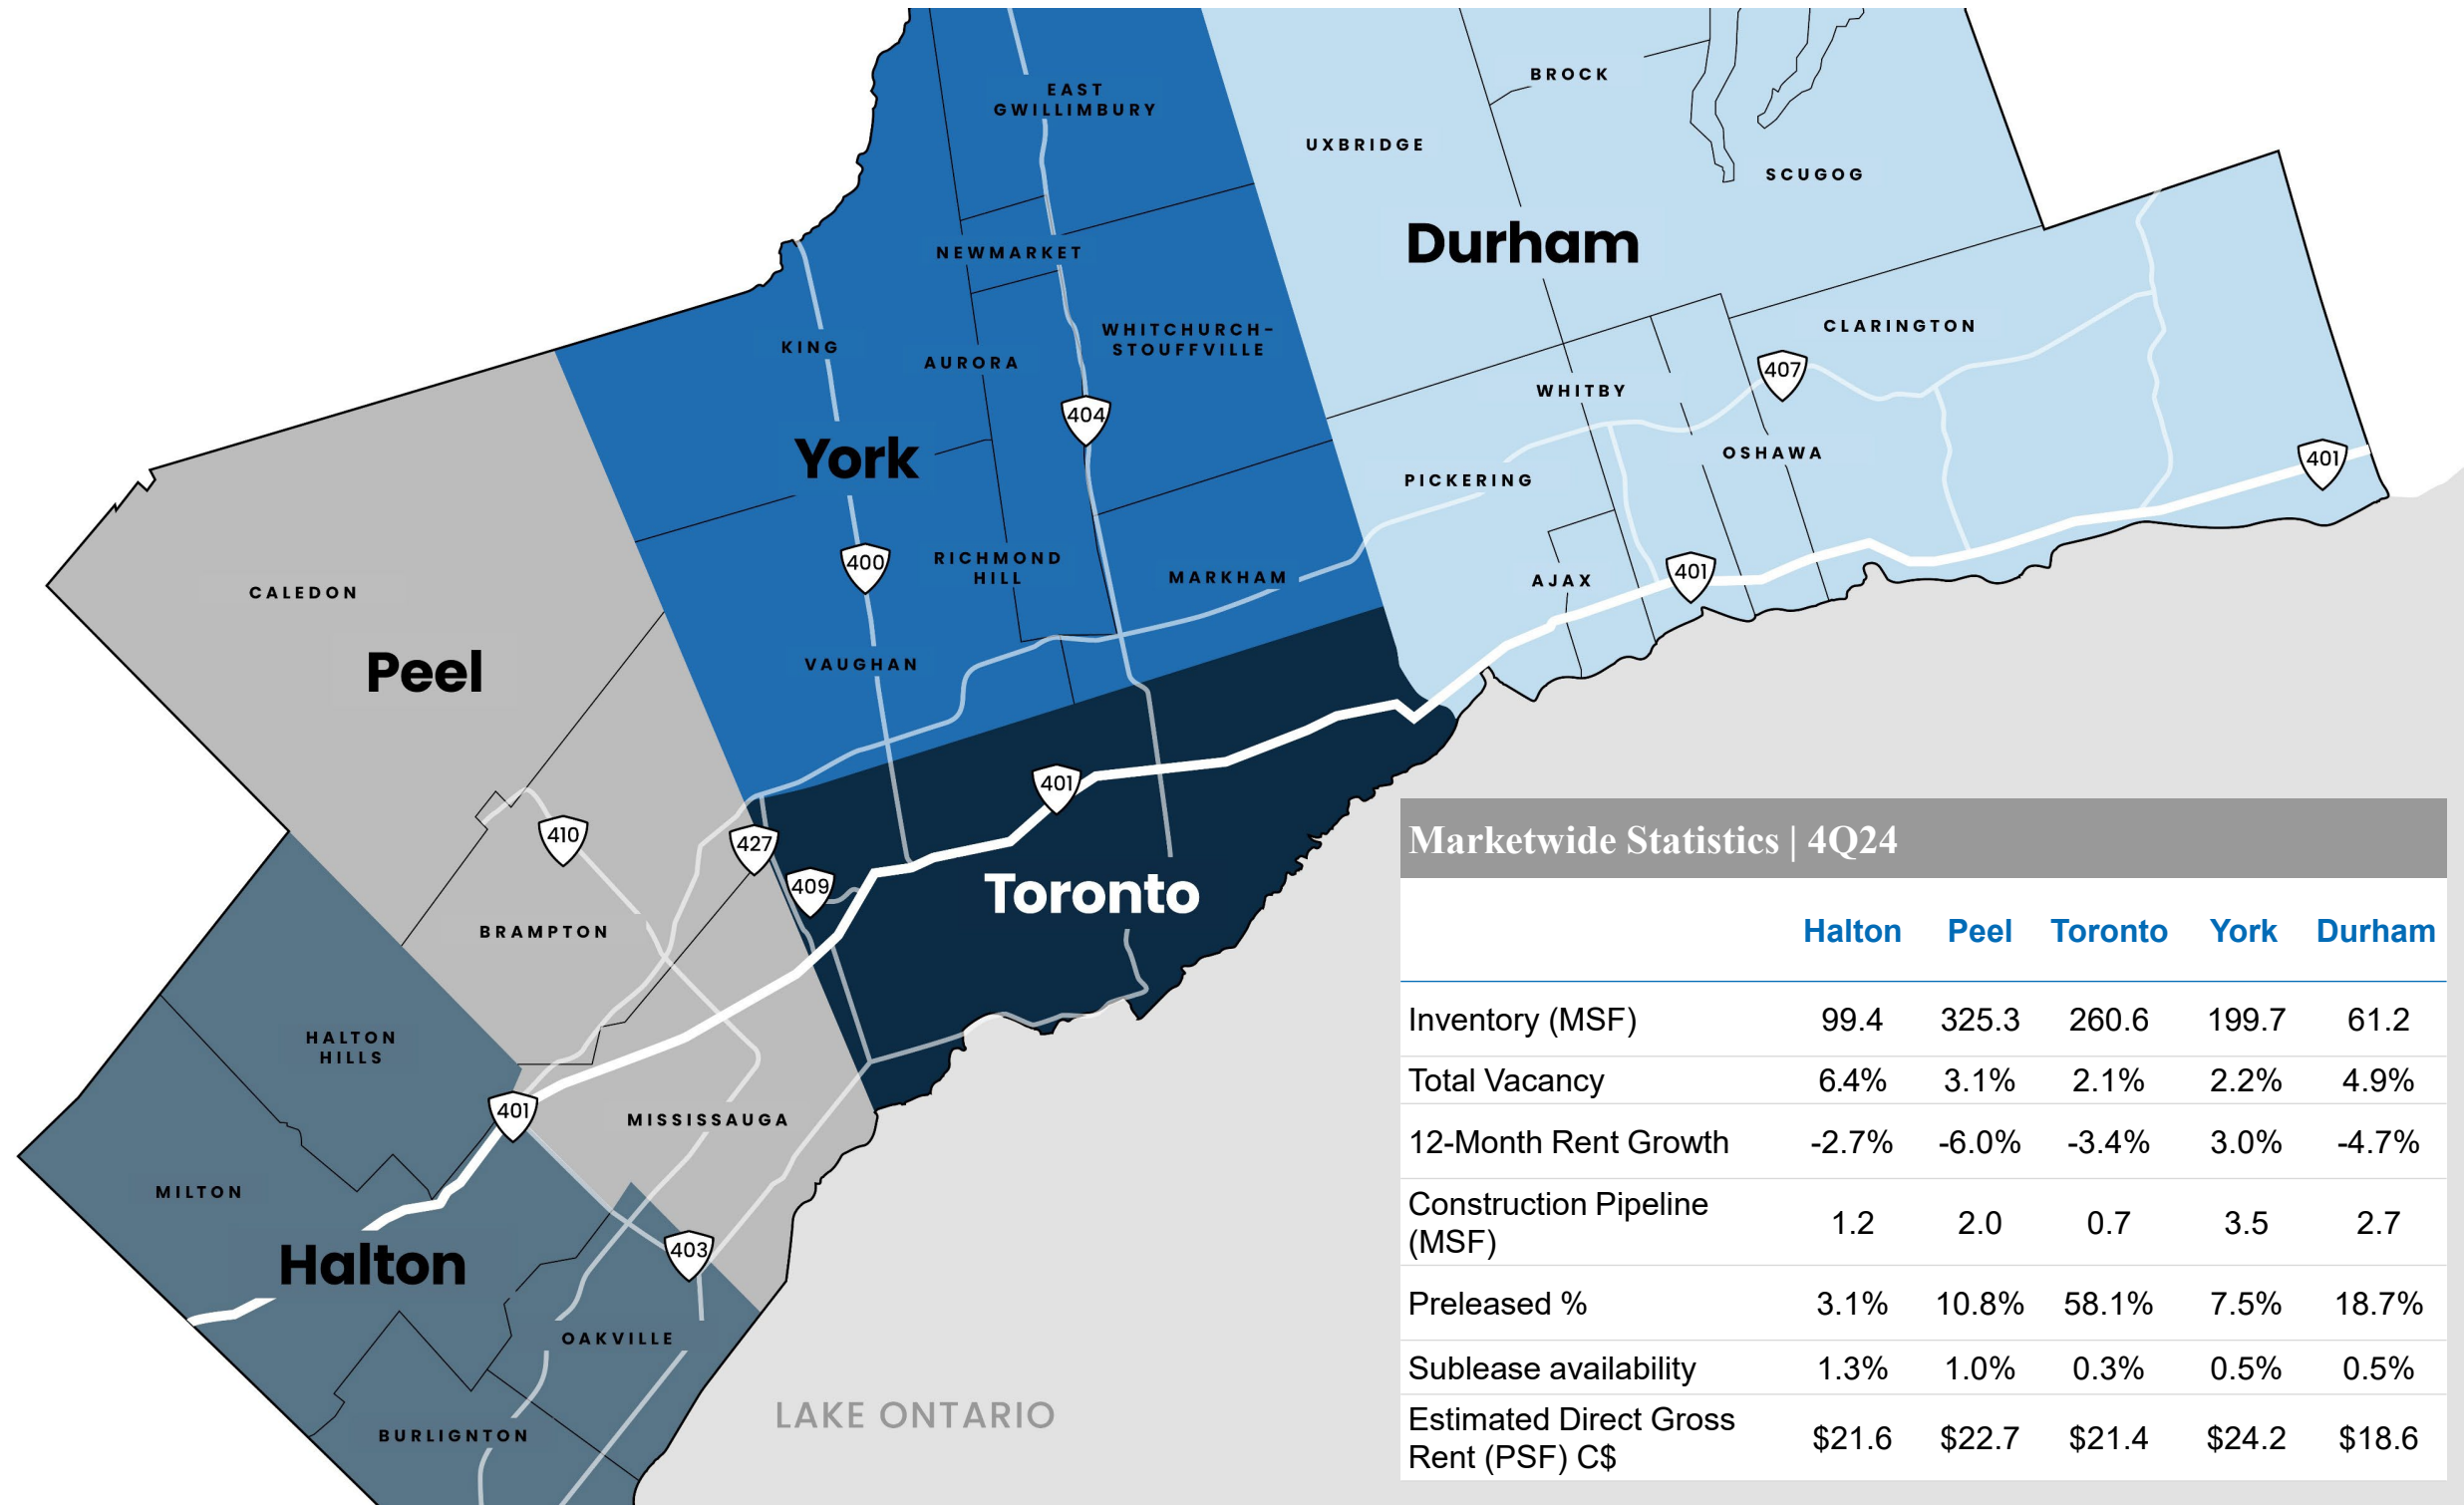 BROCK
EAST
GWILLIMBURY
UXBRIDGE
SCUGOG
Durham
NEWMARKET
CLARINGTON
WHITCHURCH-
STOUFFVILLE
KING
AURORA
407
WHITBY
404
York
OSHAWA
401
PICKERING
400
RICHMOND
HILL
MARKHAM
401
AJAX
CALEDON
Peel
VAUGHAN
401
410
427
409
Toronto
BRAMPTON
HALTON
HILLS
401
MISSISSAUGA
MILTON
Halton
403
OAKVILLE
BURLIGNTON
LAKE ONTARIO
Marketwide Statistics | 4Q24
Halton Peel Toronto York Durham
Inventory (MSF) 99.4 325.3 260.6 199.7 61.2
Total Vacancy 6.4% 3.1% 2.1% 2.2% 4.9%
12-Month Rent Growth -2.7% -6.0% -3.4% 3.0% -4.7%
Construction Pipeline
(MSF) 1.2 2.0 0.7 3.5 2.7
Preleased % 3.1% 10.8% 58.1% 7.5% 18.7%
Sublease availability 1.3% 1.0% 0.3% 0.5% 0.5%
Estimated Direct Gross
Rent (PSF) C$ $21.6 $22.7 $21.4 $24.2 $18.6